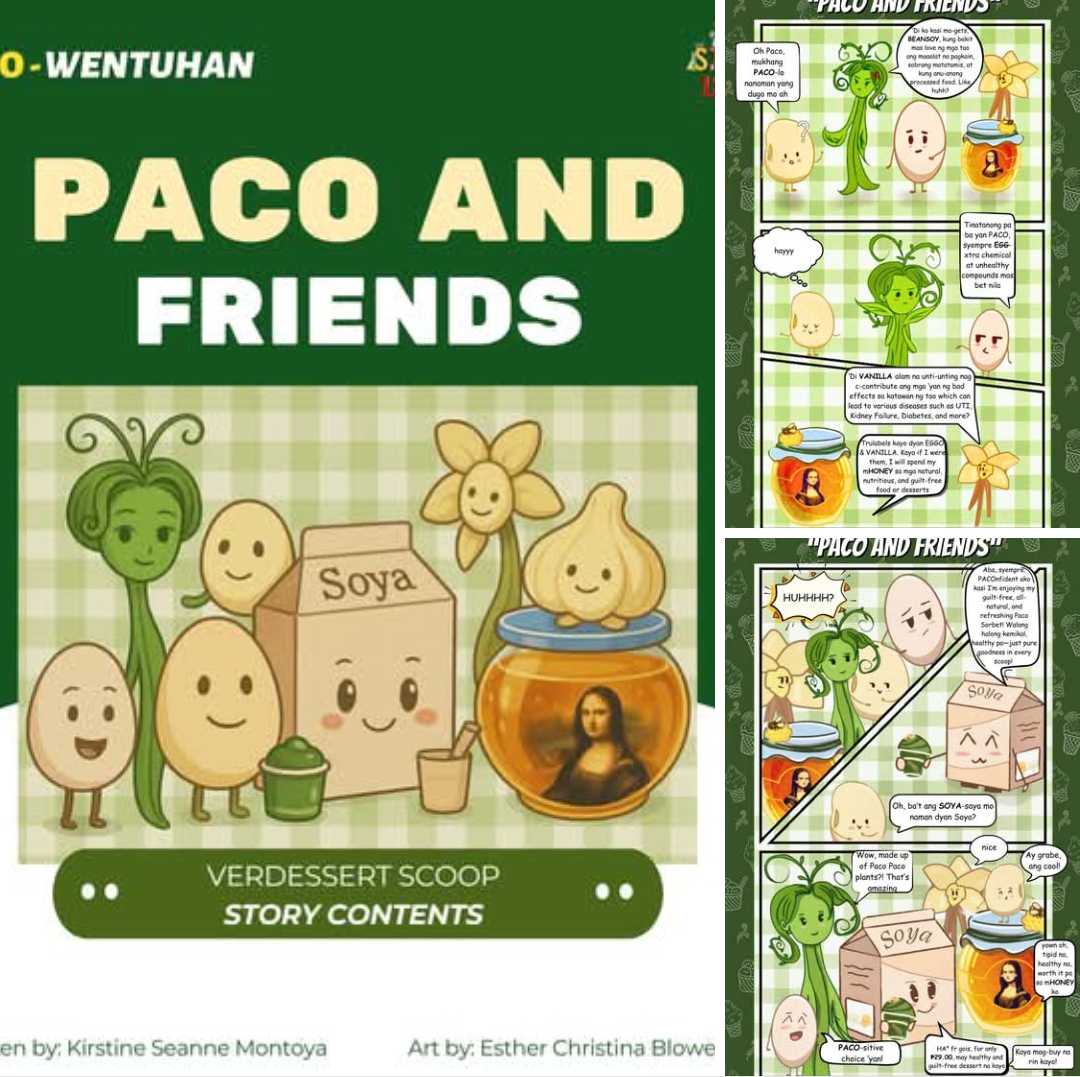 O - WENTUHAN
PACO AND
FRIENDS
Soya
VERDESSERT SCOOP
STORY CONTENTS
en by: Kirstine Seanne Montoya
Art by: Esther Christina Blowe
"PACO AND FRIENDS"
Oh Paco,
mukhang
PACO-lo
nanaman yang
dugo mo ah
Di ko kasi ma-gets,
BEANSOY, kung bakit
mas love ng mga tao
ang maaalat na pagkain,
sobrang matatamis, at
kung anu-anong
processed food. Like,
huhh?
hayyy
Tinatanong pa
ba yan PACO,
syempre EGG-
xtra chemical
at unhealthy
compounds mas
bet nila
'Di VANILLA alam na unti-unting nag
c-contribute ang mga 'yan ng bad
effects sa katawan ng tao which can
lead to various diseases such as UTI,
Kidney Failure, Diabetes, and more?
Trulabels kayo dyan EGGO
& VANILLA. Kaya if I were
them, I will spend my
mHONEY sa mga natural,
nutritious, and guilt-free
food or desserts
"PACO AND FRIENDS"
HUHHHH?
Aba, syempre,
PACOnfident ako
kasi I'm enjoying my
guilt-free, all-
natural, and
refreshing Paco
Sorbet! Walang
halong kemikal,
healthy pa—just pure
goodness in every
scoop!
Soya
Oh, ba't ang SOYA-saya mo
naman dyan Soya?
Wow, made up
of Paco Paco
plants?! That's
amazing
nice
Ay grabe,
ang cool!
Soya
yown oh,
tipid na,
healthy na,
worth it pa
sa mHONEY
ko
PACO-sitive
choice 'yan!
HA* fr gois, for only
₱29.00, may healthy and
guilt-free dessert na kayo
Kaya mag-buy na
rin kayo!